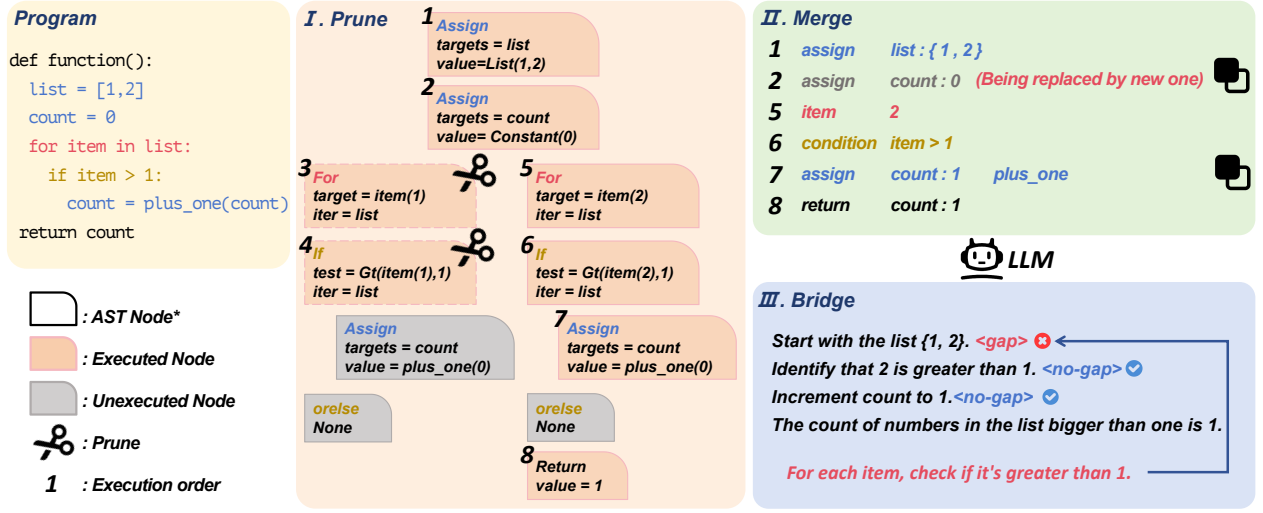 Program
def function():
list = [1,2]
count = 0
for item in list:
if item > 1:
count = plus_one(count)
return count
: AST Node*
: Executed Node
: Unexecuted Node
: Prune
1 : Execution order
I. Prune
1
Assign
targets = list
value=List(1,2)
2
Assign
targets = count
value= Constant(0)
3
For
target = item(1)
iter = list
5
For
target = item(2)
iter = list
4
If
test = Gt(item(1),1)
iter = list
6
If
test = Gt(item(2),1)
iter = list
Assign
targets = count
value = plus_one(0)
7
Assign
targets = count
value = plus_one(0)
orelse
None
orelse
None
8
Return
value = 1
II. Merge
1 assign list : { 1 , 2 }
2 assign count : 0 (Being replaced by new one)
5 item 2
6 condition item > 1
7 assign count : 1 plus_one
8 return count : 1
LLM
III. Bridge
Start with the list {1, 2}. <gap>
Identify that 2 is greater than 1. <no-gap>
Increment count to 1.<no-gap>
The count of numbers in the list bigger than one is 1.
For each item, check if it's greater than 1.